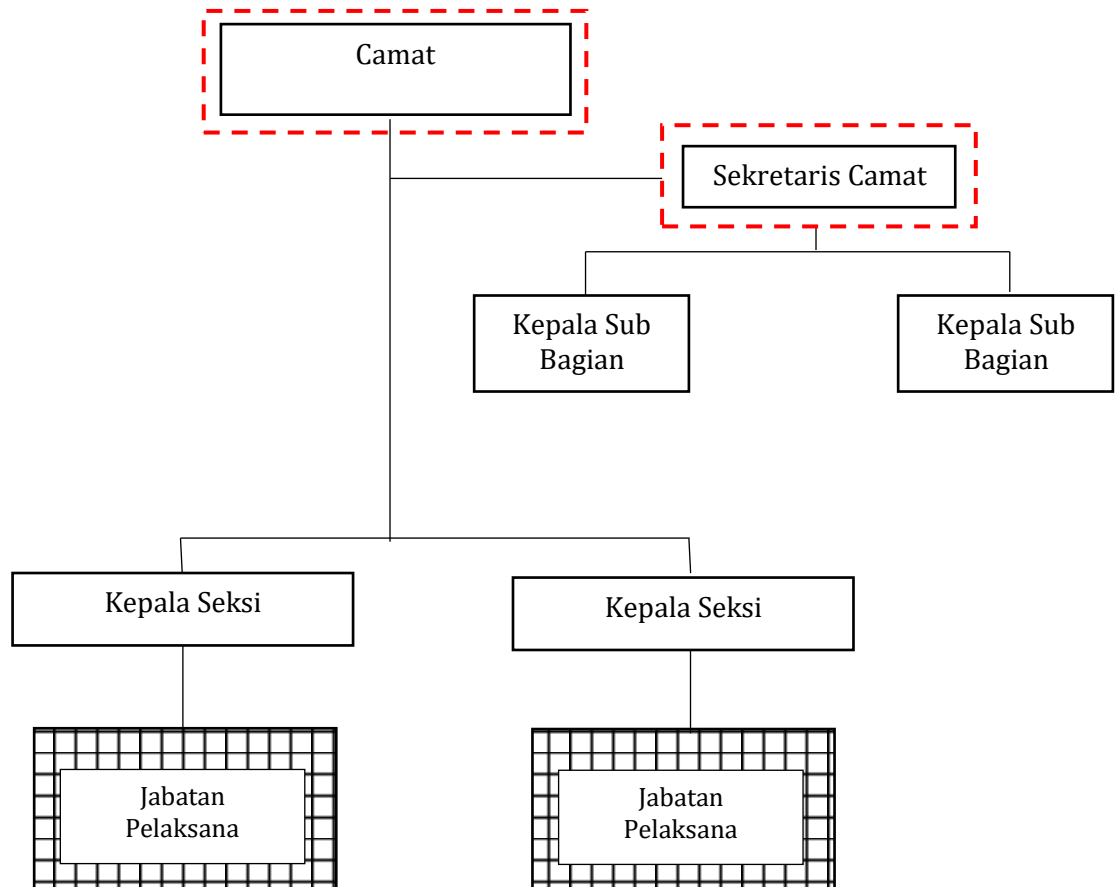 Camat
Sekretaris Camat
Kepala Sub
Bagian
Kepala Sub
Bagian
Kepala Seksi
Kepala Seksi
Jabatan
Pelaksana
Jabatan
Pelaksana